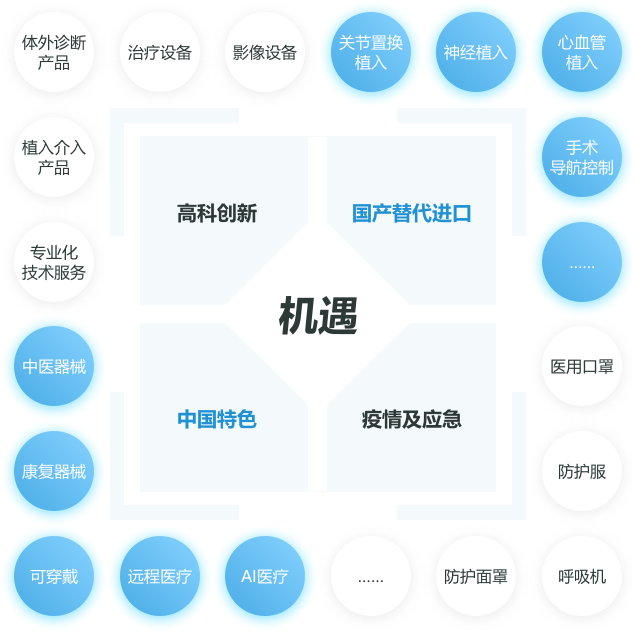 体外诊断
产品
治疗设备
影像设备
关节置换
植入
神经植入
心血管
植入
植入介入
产品
手术
导航控制
高科创新
国产替代进口
专业化
技术服务
......
机遇
中医器械
医用口罩
中国特色
疫情及应急
康复器械
防护服
可穿戴
远程医疗
AI医疗
......
防护面罩
呼吸机